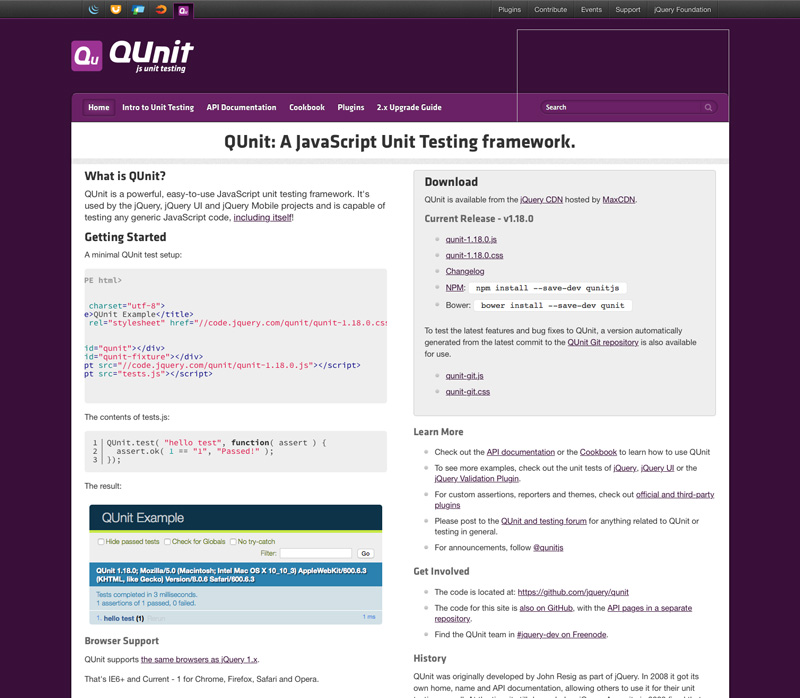 Plugins Contribute Events Support jQuery Foundation
Qu QUnit
js unit testing
Home Intro to Unit Testing API Documentation Cookbook Plugins 2.x Upgrade Guide Search
QUnit: A JavaScript Unit Testing framework.
What is QUnit?
QUnit is a powerful, easy-to-use JavaScript unit testing framework. It's
used by the jQuery, jQuery UI and jQuery Mobile projects and is capable of
testing any generic JavaScript code, including itself!
Getting Started
A minimal QUnit test setup:
PE html>
charset="utf-8">
e>QUnit Example</title>
rel="stylesheet" href="//code.jquery.com/qunit/qunit-1.18.0.css
id="qunit"></div>
id="qunit-fixture"></div>
pt src="//code.jquery.com/qunit/qunit-1.18.0.js"></script>
pt src="tests.js"></script>
The contents of tests.js:
1 QUnit.test( "hello test", function( assert ) {
2 assert.ok( 1 == "1", "Passed!" );
3 });
The result:
QUnit Example
Hide passed tests Check for Globals No try-catch
Filter: Go
QUnit 1.18.0; Mozilla/5.0 (Macintosh; Intel Mac OS X 10_10_3) AppleWebKit/600.6.3
(KHTML, like Gecko) Version/8.0.6 Safari/600.6.3
Tests completed in 3 milliseconds.
1 assertions of 1 passed, 0 failed.
1. hello test (1) 1 ms
Browser Support
QUnit supports the same browsers as jQuery 1.x.
That's IE6+ and Current - 1 for Chrome, Firefox, Safari and Opera.
Download
QUnit is available from the jQuery CDN hosted by MaxCDN.
Current Release - v1.18.0
qunit-1.18.0.js
qunit-1.18.0.css
Changelog
NPM: npm install --save-dev qunitjs
Bower: bower install --save-dev qunit
To test the latest features and bug fixes to QUnit, a version automatically
generated from the latest commit to the QUnit Git repository is also available
for use.
qunit-git.js
qunit-git.css
Learn More
Check out the API documentation or the Cookbook to learn how to use QUnit
To see more examples, check out the unit tests of jQuery, jQuery UI or the
jQuery Validation Plugin.
For custom assertions, reporters and themes, check out official and third-party
plugins
Please post to the QUnit and testing forum for anything related to QUnit or
testing in general.
For announcements, follow @qunitjs
Get Involved
The code is located at: https://github.com/jquery/qunit
The code for this site is also on GitHub, with the API pages in a separate
repository.
Find the QUnit team in #jquery-dev on Freenode.
History
QUnit was originally developed by John Resig as part of jQuery. In 2008 it got its
own home, name and API documentation, allowing others to use it for their unit